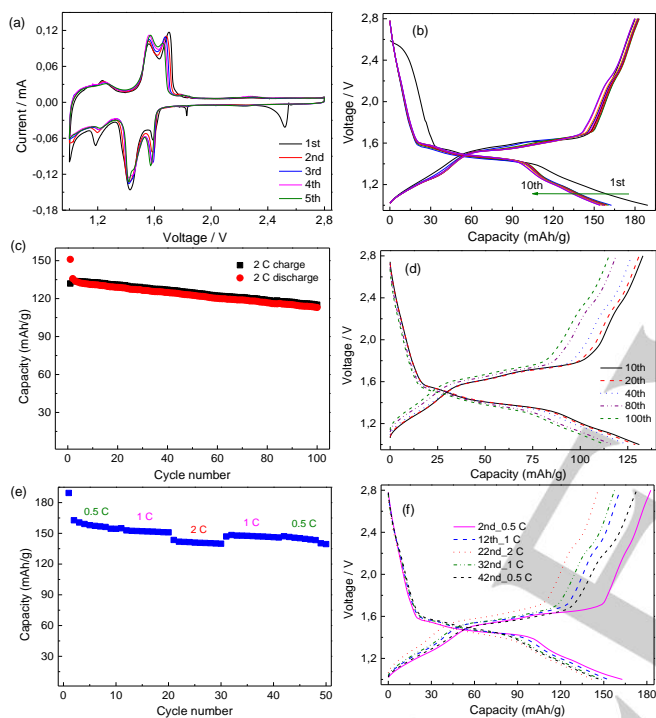 (a)
0,12
0,06
0,00
-0,06
-0,12
-0,18
Current / mA
1st
2nd
3rd
4th
5th
1,2
1,6
2,0
2,4
2,8
Voltage / V
(b)
2,8
2,4
2,0
1,6
1,2
Voltage / V
10th
1st
0
30
60
90
120
150
180
Capacity (mAh/g)
(c)
150
120
90
60
30
Capacity (mAh/g)
2 C charge
2 C discharge
0
20
40
60
80
100
Cycle number
(d)
2,8
2,4
2,0
1,6
1,2
Voltage / V
10th
20th
40th
80th
100th
0
25
50
75
100
125
Capacity (mAh/g)
(e)
180
150
120
90
60
30
Capacity (mAh/g)
0.5 C
1 C
2 C
1 C
0.5 C
0
10
20
30
40
50
Cycle number
(f)
2,8
2,4
2,0
1,6
1,2
Voltage / V
2nd_0.5 C
12th_1 C
22nd_2 C
32nd_1 C
42nd_0.5 C
0
30
60
90
120
150
180
Capacity (mAh/g)